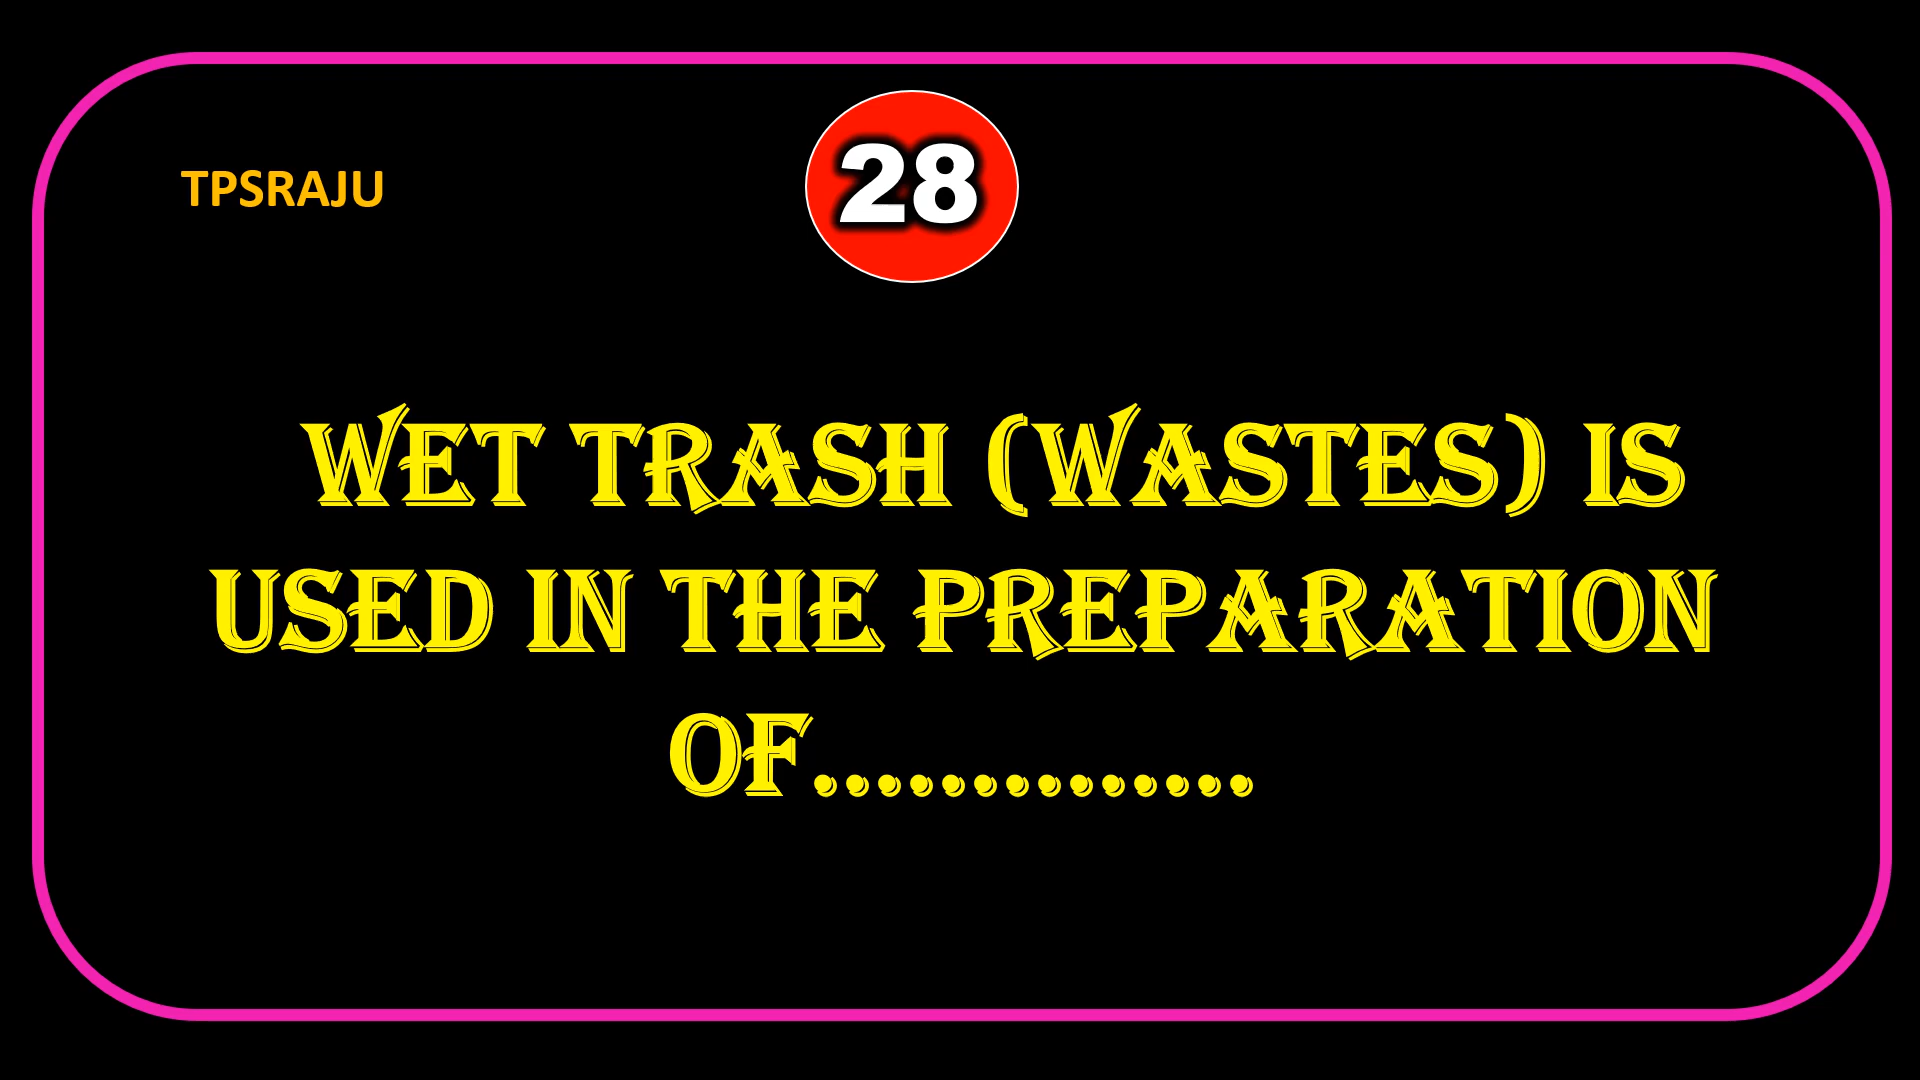 TPSRAJU
28
WET TRASH (WASTES) IS
USED IN THE PREPARATION
OF..............